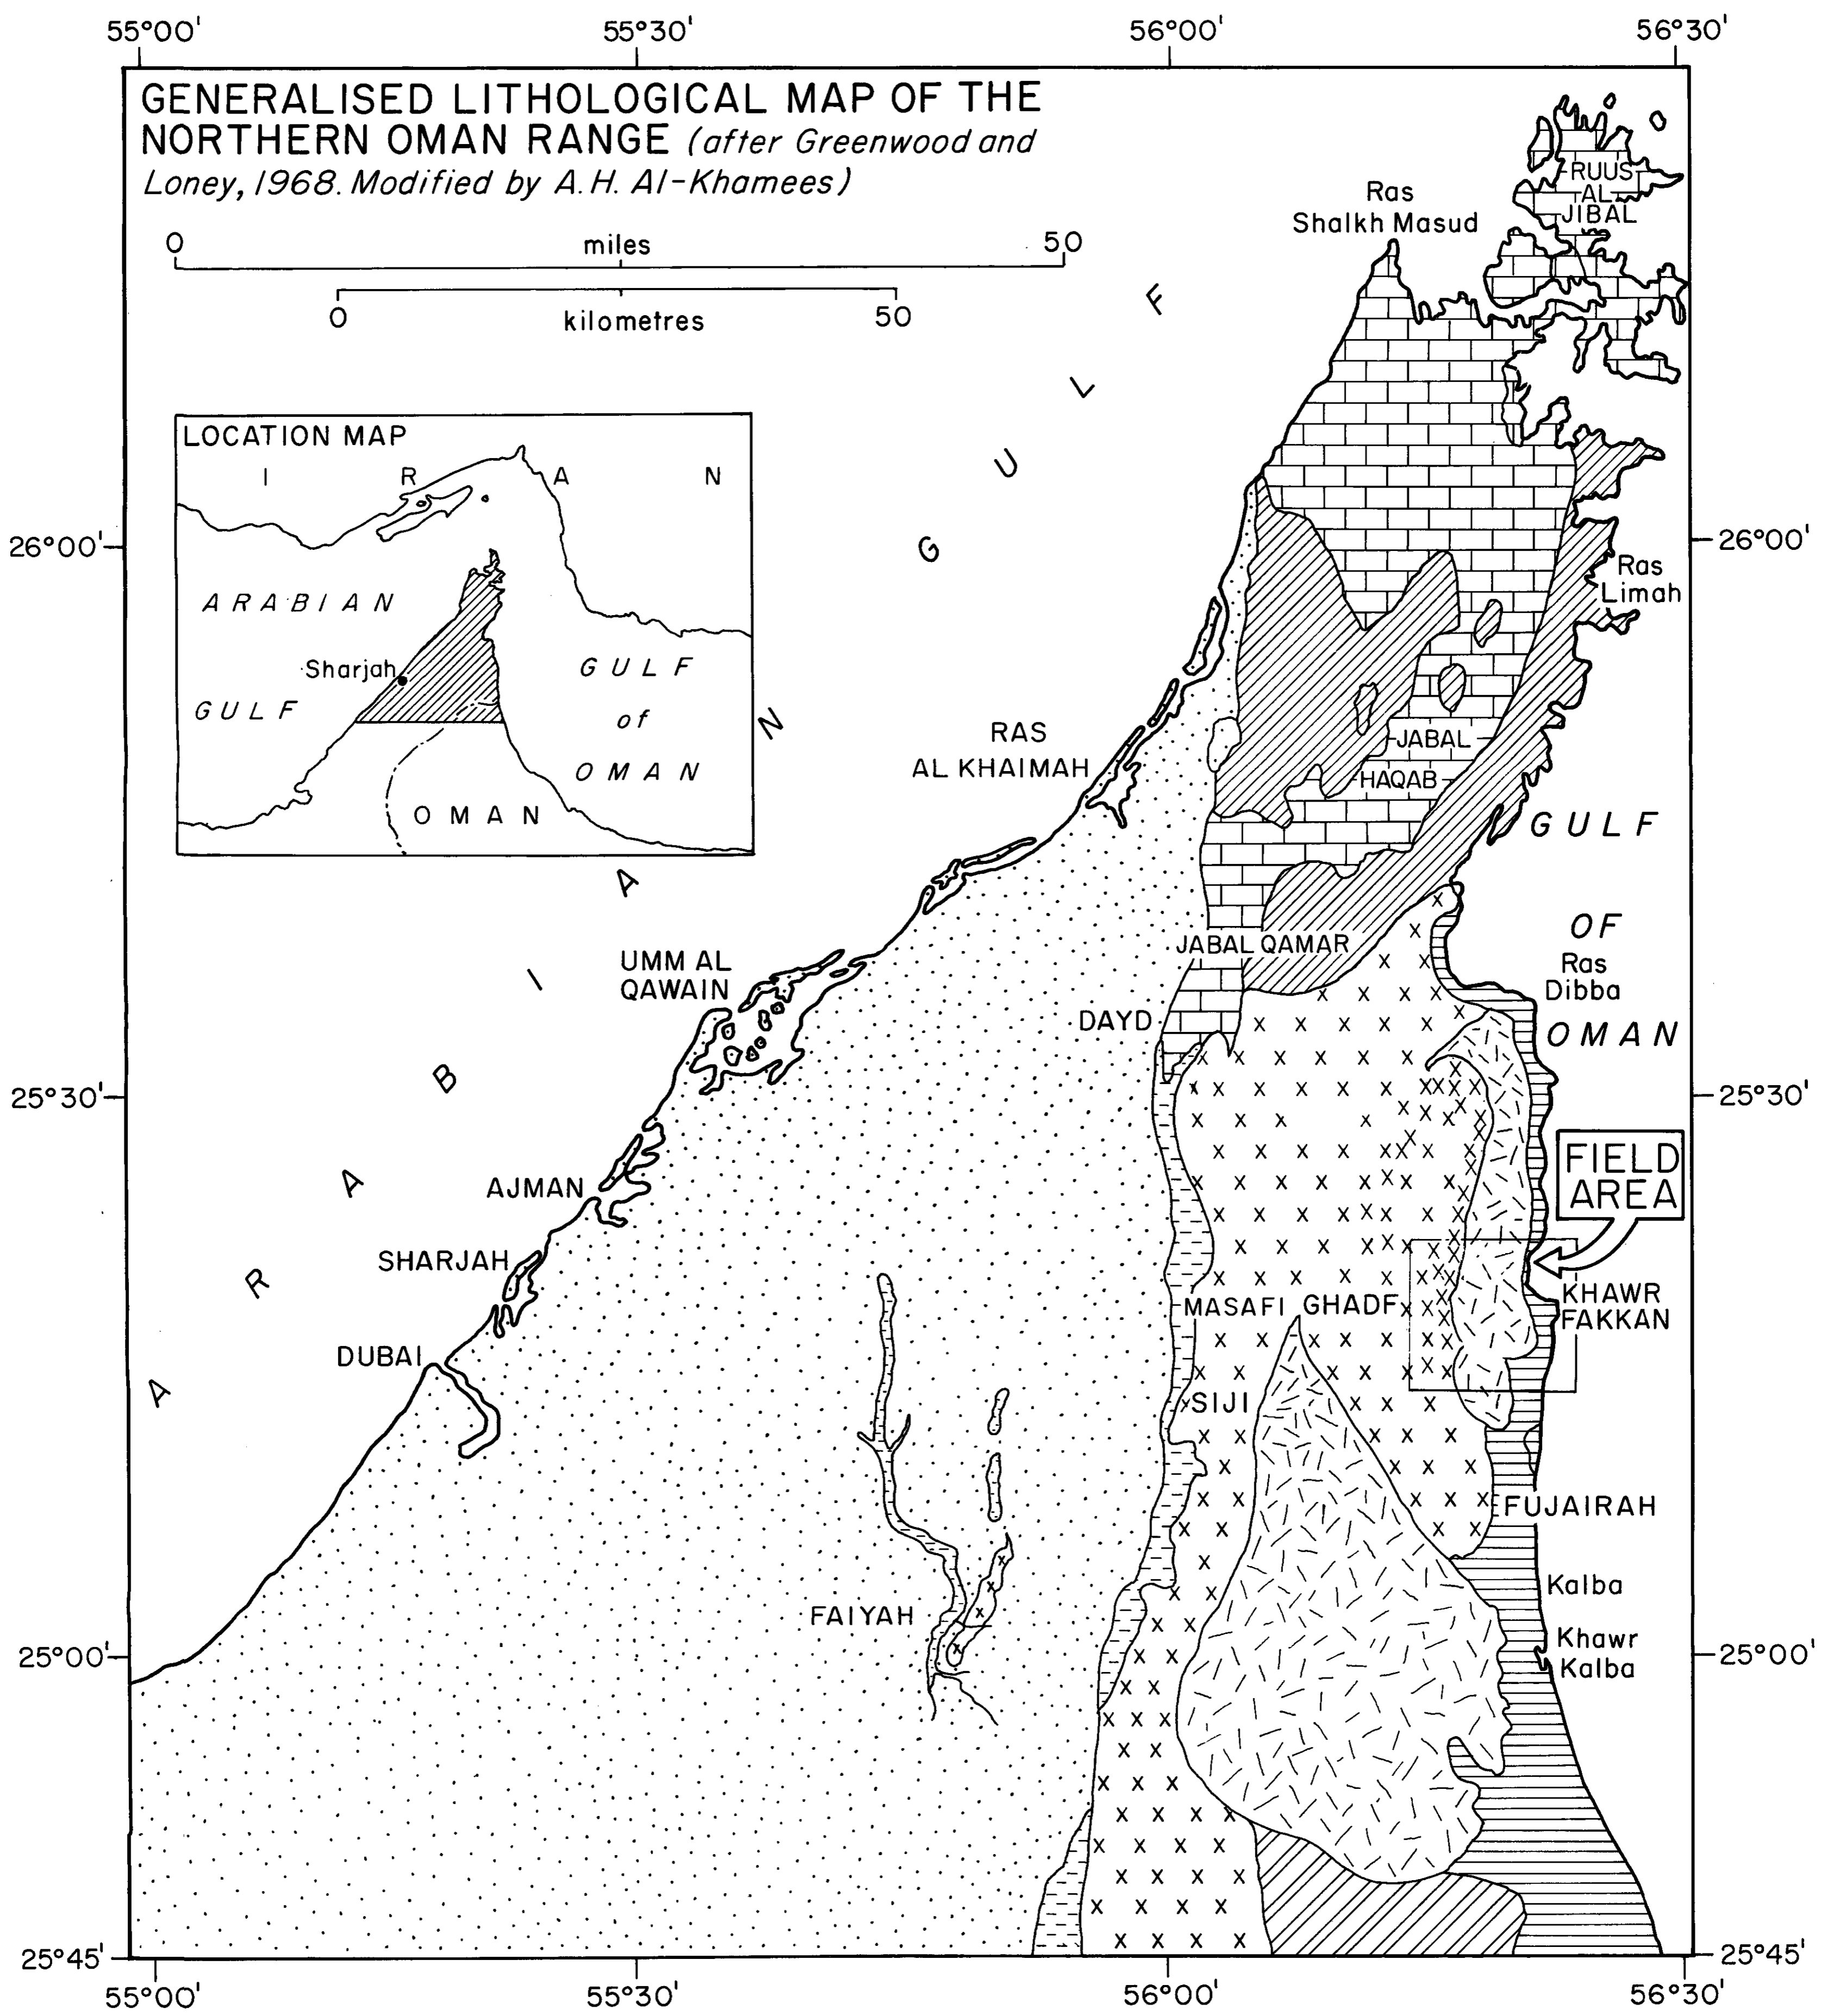 55°00' 55°30' 56°00' 56°30'
GENERALISED LITHOLOGICAL MAP OF THE
NORTHERN OMAN RANGE (after Greenwood and
Loney, 1968. Modified by A.H. Al-Khamees)
0 miles 50
0 kilometres 50
LOCATION MAP
I R A N
ARABIAN
GULF
Sharjah
GULF
of
OMAN
OMAN
RUUS
AL
JIBAL
Ras
Shalkh Masud
26°00' 26°00'
Ras
Limah
ARABIAN GULF
RAS
AL KHAIMAH
JABAL
HAQAB
GULF
OF
OMAN
UMM AL
QAWAIN
JABAL QAMAR
Ras
Dibba
DAYD
25°30' 25°30'
FIELD
AREA
AJMAN
SHARJAH
MASAFI GHADF
KHAWR
FAKKAN
DUBAI
SIJI
FUJAIRAH
Kalba
FAIYAH
Khawr
Kalba
25°00' 25°00'
25°45' 25°45'
55°00' 55°30' 56°00' 56°30'